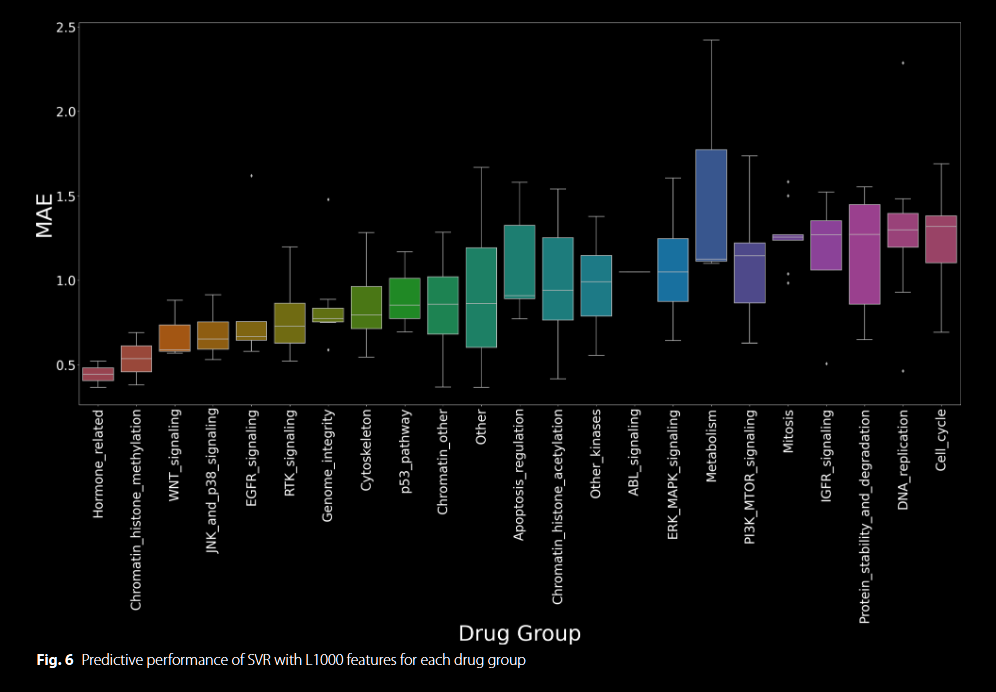 2.5
2.0
1.5
1.0
0.5
MAE
Hormone_related
Chromatin_histone_methylation
WNT_signaling
JNK_and_p38_signaling
EGFR_signaling
RTK_signaling
Genome_integrity
Cytoskeleton
p53_pathway
Chromatin_other
Other
Apoptosis_regulation
Chromatin_histone_acetylation
Other_kinases
ABL_signaling
ERK_MAPK_signaling
Metabolism
PI3K_MTOR_signaling
Mitosis
IGFR_signaling
Protein_stability_and_degradation
DNA_replication
Cell_cycle
Drug Group
Fig. 6 Predictive performance of SVR with L1000 features for each drug group